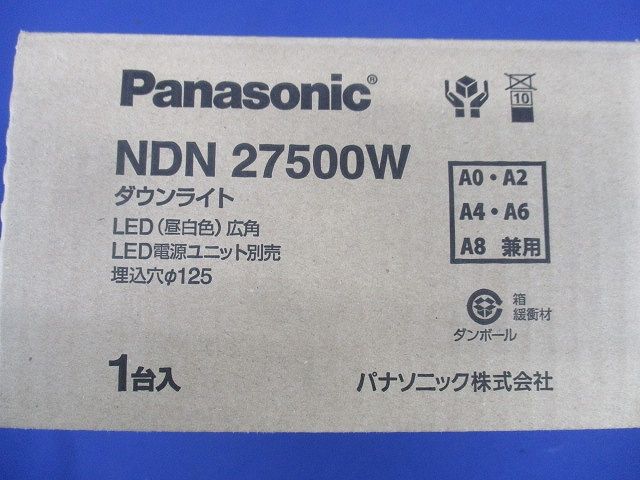 Panasonic®
10
NDN 27500W
ダウンライト
LED(昼白色)広角
LED電源ユニット別売
埋込穴φ125
A0・A2
A4・A6
A8 兼用
箱
緩衝材
ダンボール
1台入
パナソニック株式会社